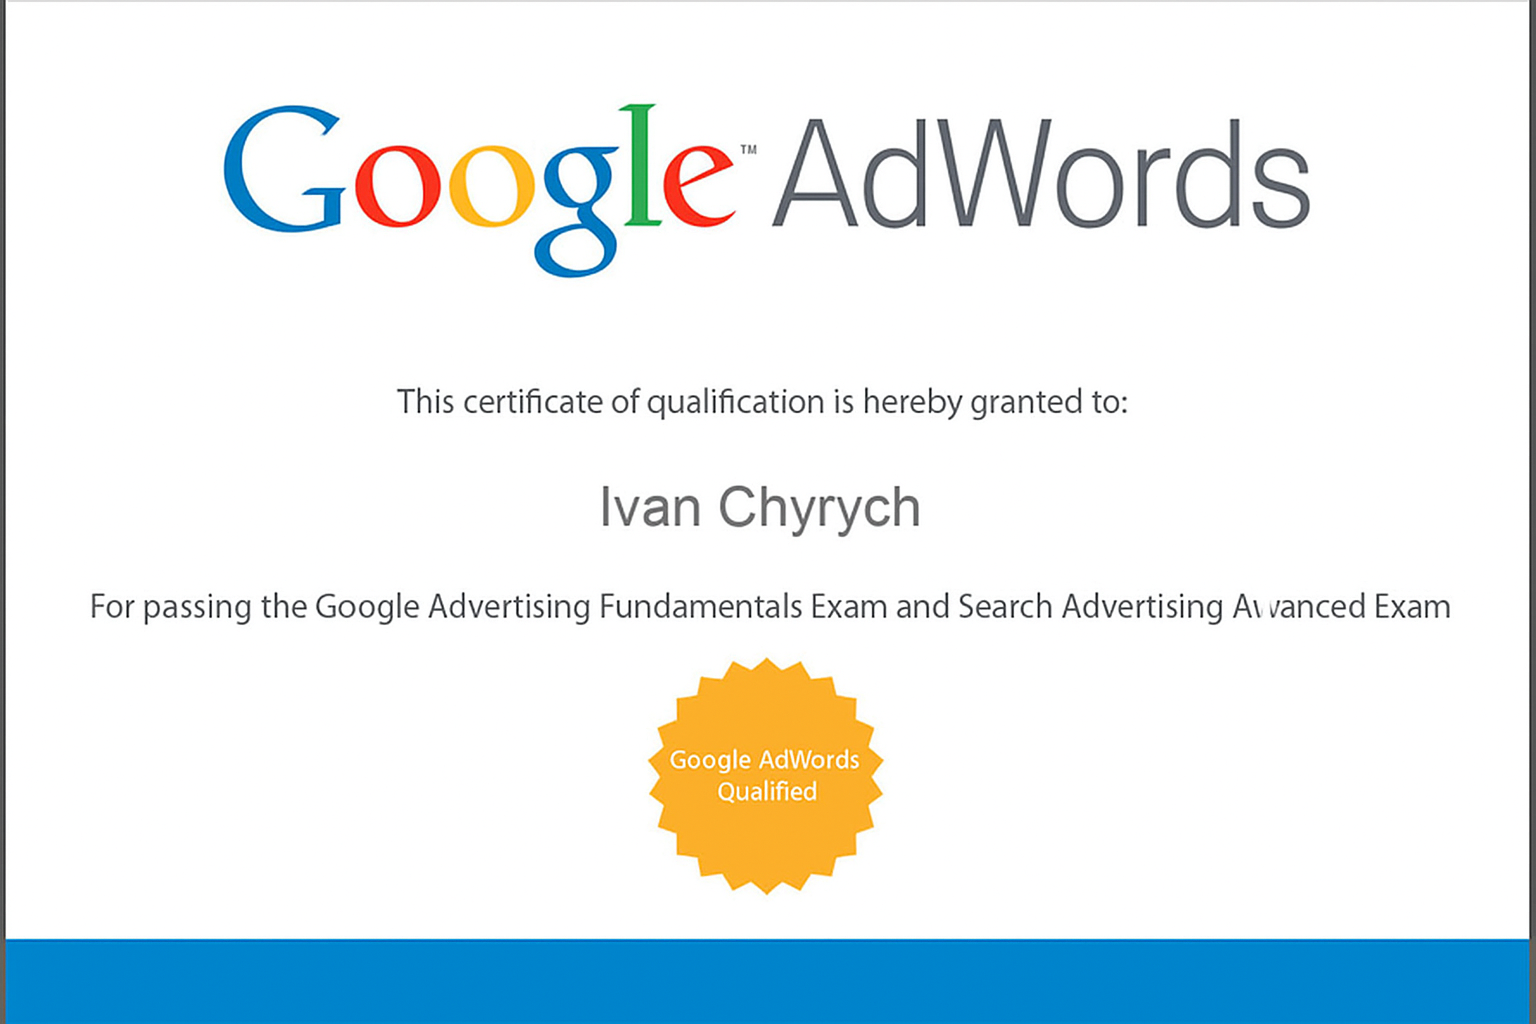 Google™ AdWords
This certificate of qualification is hereby granted to:
Ivan Chyrych
For passing the Google Advertising Fundamentals Exam and Search Advertising Exam
Google AdWords
Qualified